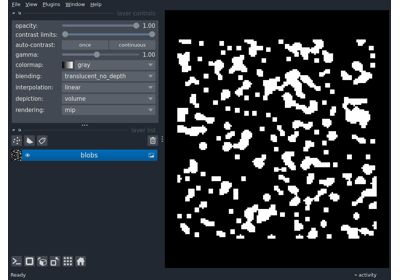 File View Plugins Window Help
layer controls
opacity: 1.00
contrast limits:
auto-contrast: once continuous
gamma: 1.00
colormap: gray
blending: translucent_no_depth
interpolation: linear
depiction: volume
rendering: mip
layer list
blobs
Ready activity